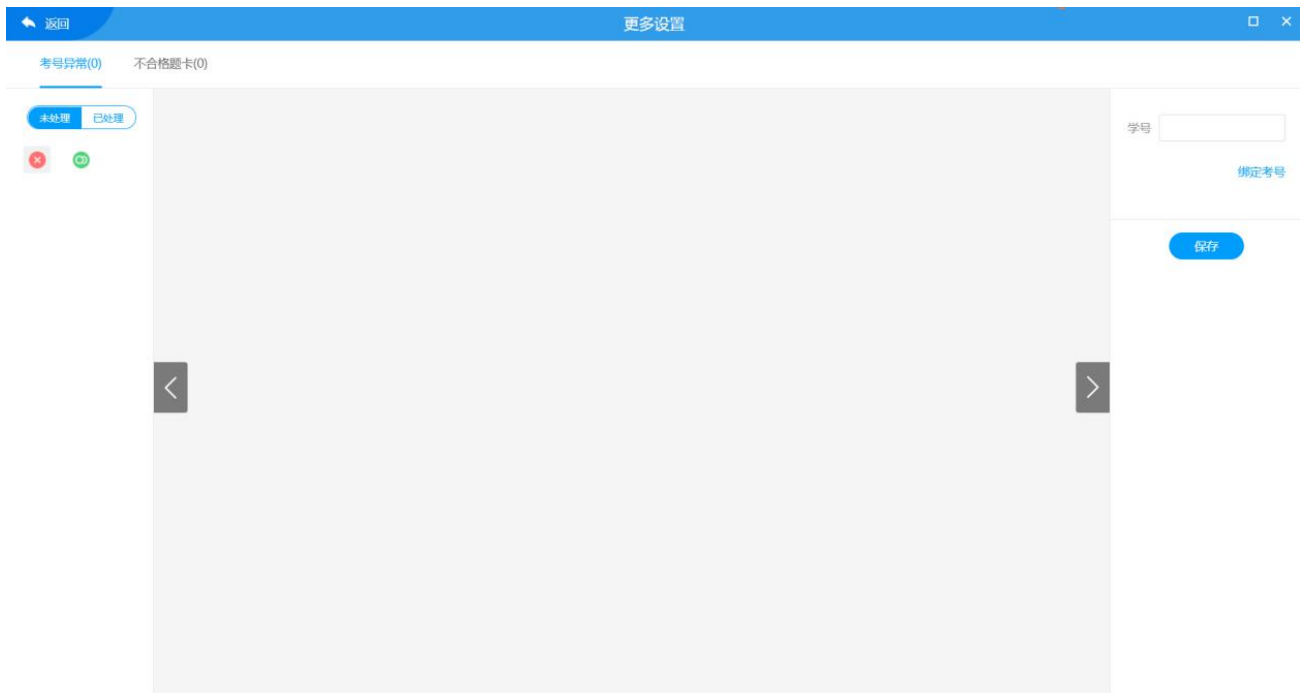 返回
更多设置
考号异常(0) 不合格题卡(0)
未处理 已处理
学号
绑定考号
保存